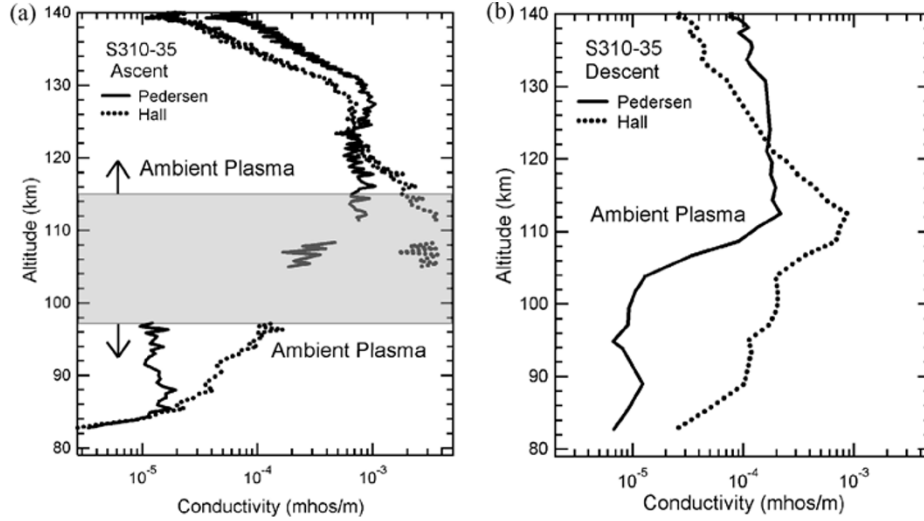 (a)
S310-35
Ascent
Pedersen
Hall
Ambient Plasma
Ambient Plasma
140
130
120
110
100
90
80
Altitude (km)
10-5
10-4
10-3
Conductivity (mhos/m)
(b)
S310-35
Descent
Pedersen
Hall
Ambient Plasma
140
130
120
110
100
90
80
Altitude (km)
10-5
10-4
10-3
Conductivity (mhos/m)